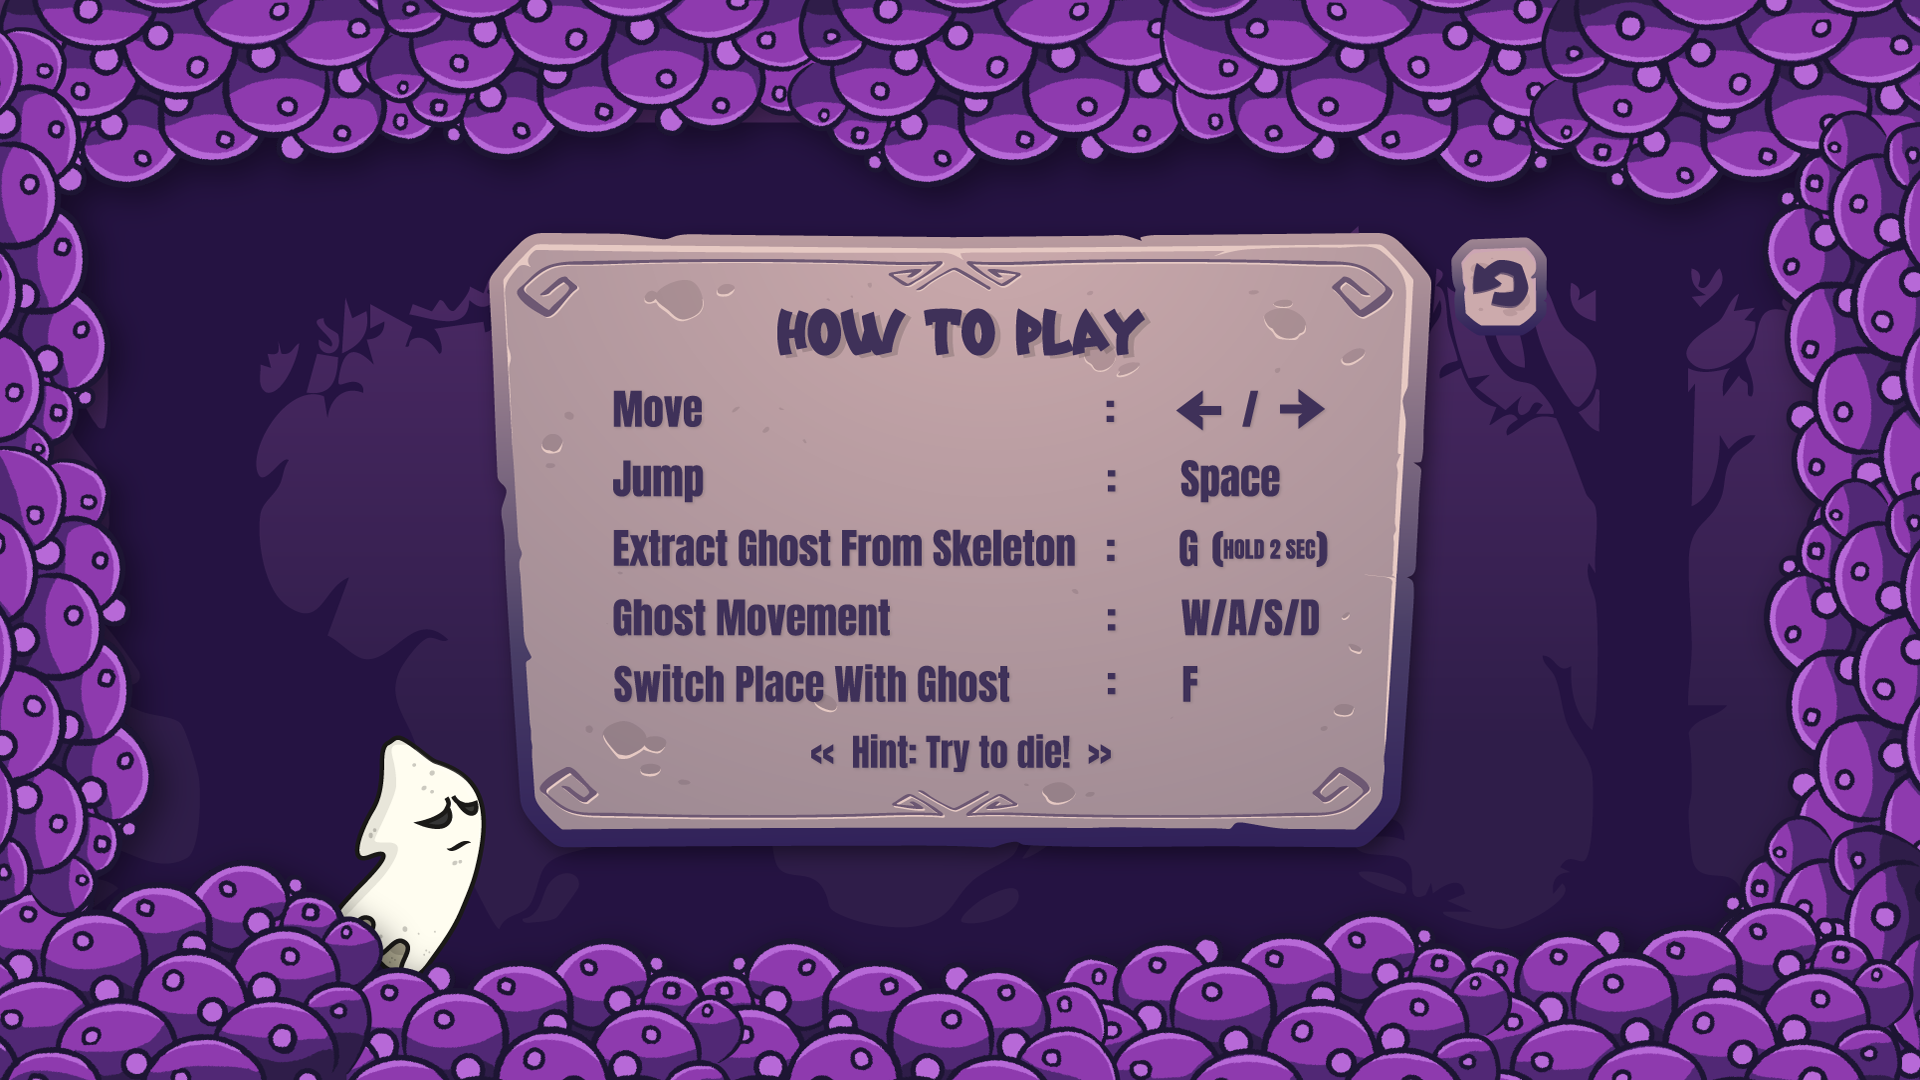 HOW TO PLAY
Move : ← / →
Jump : Space
Extract Ghost From Skeleton : G (HOLD 2 SEC)
Ghost Movement : W/A/S/D
Switch Place With Ghost : F
« Hint: Try to die! »